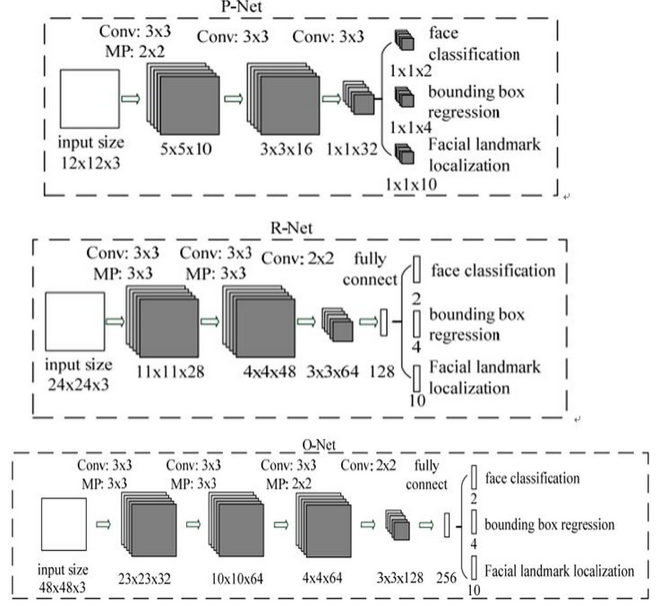 P-Net
Conv: 3x3
MP: 2x2
Conv: 3x3
Conv: 3x3
input size
12x12x3
5x5x10
3x3x16
1x1x32
face
classification
1x1x2
bounding box
regression
1x1x4
Facial landmark
localization
1x1x10
R-Net
Conv: 3x3
MP: 3x3
Conv: 3x3
MP: 3x3
Conv: 2x2
fully
connect
input size
24x24x3
11x11x28
4x4x48
3x3x64
128
face classification
2
bounding box
regression
4
Facial landmark
localization
10
O-Net
Conv: 3x3
MP: 3x3
Conv: 3x3
MP: 3x3
Conv: 3x3
MP: 2x2
Conv: 2x2
fully
connect
input size
48x48x3
23x23x32
10x10x64
4x4x64
3x3x128
256
face classification
2
bounding box regression
4
Facial landmark localization
10